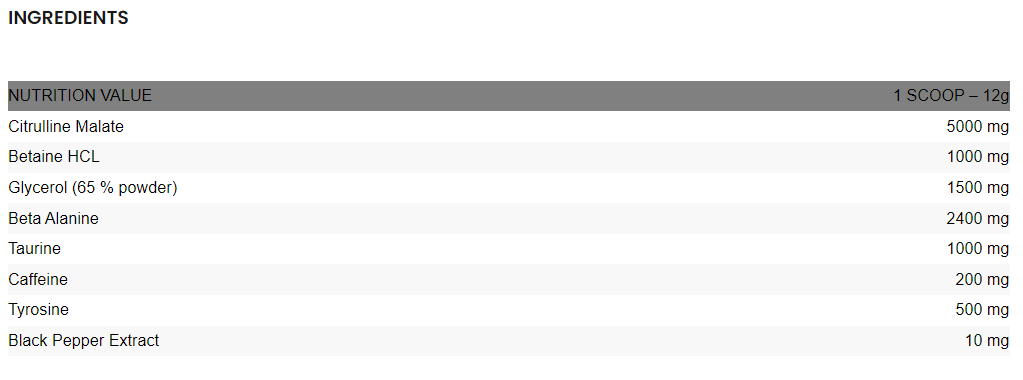 INGREDIENTS
NUTRITION VALUE 1 SCOOP – 12g
Citrulline Malate 5000 mg
Betaine HCL 1000 mg
Glycerol (65 % powder) 1500 mg
Beta Alanine 2400 mg
Taurine 1000 mg
Caffeine 200 mg
Tyrosine 500 mg
Black Pepper Extract 10 mg